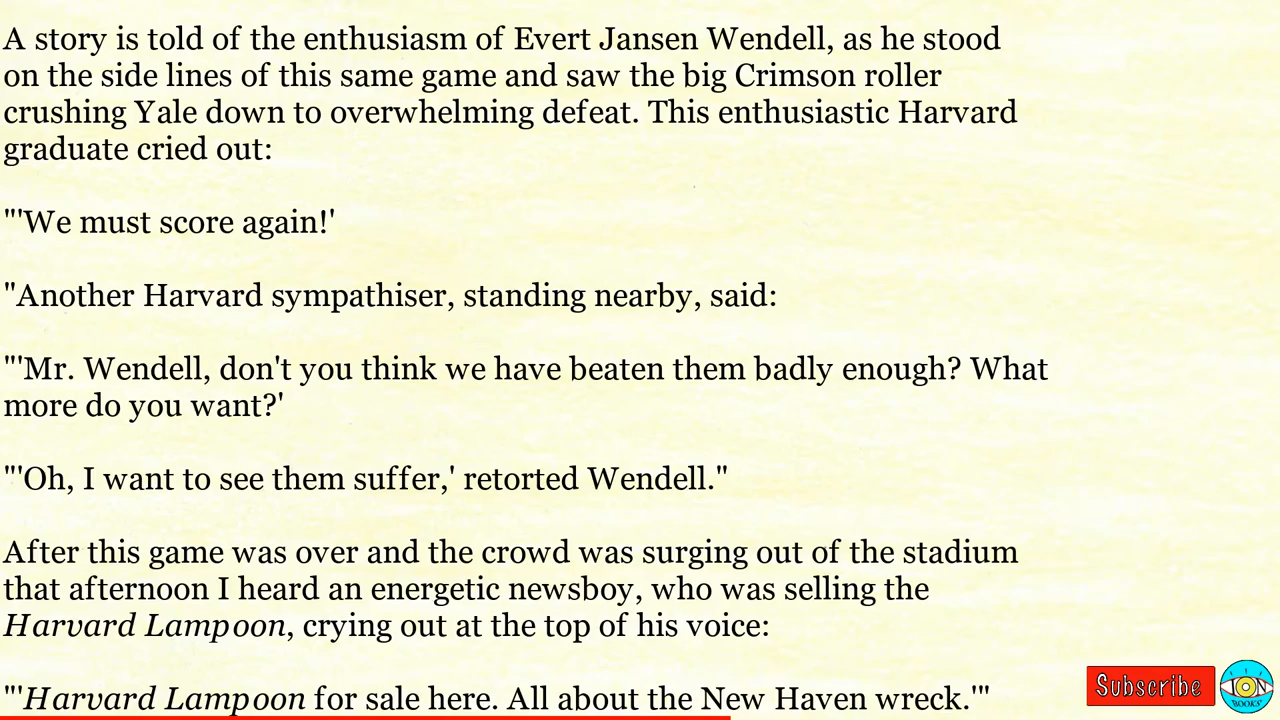 A story is told of the enthusiasm of Evert Jansen Wendell, as he stood
on the side lines of this same game and saw the big Crimson roller
crushing Yale down to overwhelming defeat. This enthusiastic Harvard
graduate cried out:
"'We must score again!'
"Another Harvard sympathiser, standing nearby, said:
"'Mr. Wendell, don't you think we have beaten them badly enough? What
more do you want?'
"'Oh, I want to see them suffer,' retorted Wendell."
After this game was over and the crowd was surging out of the stadium
that afternoon I heard an energetic newsboy, who was selling the
Harvard Lampoon, crying out at the top of his voice:
"'Harvard Lampoon for sale here. All about the New Haven wreck.'"
Subscribe
I
ION
BOOKS